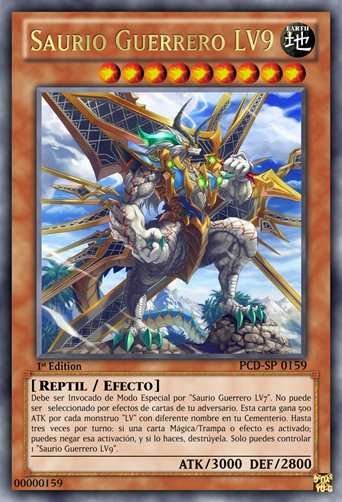 Saurio Guerrero LV9
EARTH
地
1st Edition
PCD-SP 0159
[ Reptil / Efecto ]
Debe ser Invocado de Modo Especial por "Saurio Guerrero LV7". No puede
ser seleccionado por efectos de cartas de tu adversario. Esta carta gana 500
ATK por cada monstruo "LV" con diferente nombre en tu Cementerio. Hasta
tres veces por turno: si una carta Mágica/Trampa o efecto es activado;
puedes negar esa activación, y si lo haces, destrúyela. Solo puedes controlar
1 "Saurio Guerrero LV9".
ATK/3000 DEF/2800
00000159